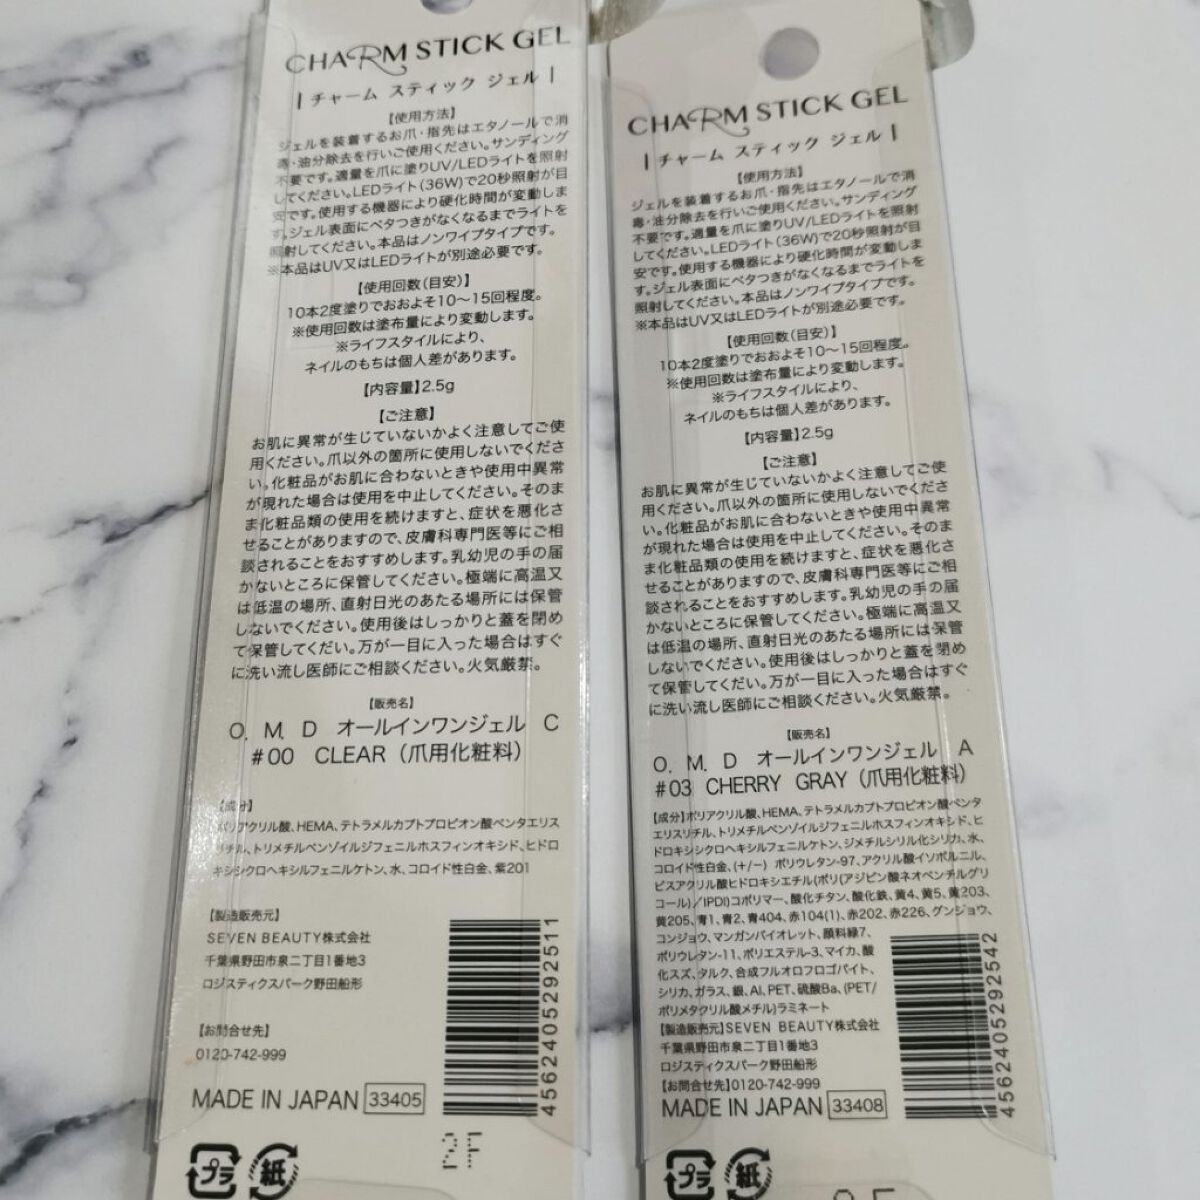 CHARM STICK GEL
| チャーム スティック ジェル |
【使用方法】
ジェルを装着するお爪・指先はエタノールで消
毒・油分除去を行いご使用ください。サンディング
不要です。適量を爪に塗りUV/LEDライトを照射
してください。LEDライト(36W)で20秒照射が目
安です。使用する機器により硬化時間が変動しま
す。ジェル表面にベタつきがなくなるまでライトを
照射してください。本品はノンワイプタイプです。
※本品はUV又はLEDライトが別途必要です。
【使用回数(目安)】
10本2度塗りでおおよそ10～15回程度。
※使用回数は塗布量により変動します。
※ライフスタイルにより、
ネイルのもちは個人差があります。
【内容量】2.5g
【ご注意】
お肌に異常が生じていないかよく注意してご使
用ください。爪以外の箇所に使用しないでくださ
い。化粧品がお肌に合わないときや使用中異常
が現れた場合は使用を中止してください。そのま
ま化粧品類の使用を続けますと、症状を悪化さ
せることがありますので、皮膚科専門医等にご相
談されることをおすすめします。乳幼児の手の届
かないところに保管してください。極端に高温又
は低温の場所、直射日光のあたる場所には保管
しないでください。使用後はしっかりと蓋を閉め
て保管してくだい。万が一目に入った場合はすぐ
に洗い流し医師にご相談ください。火気厳禁。
【販売名】
O. M. D オールインワンジェル C
#00 CLEAR (爪用化粧料)
【成分】
ポリアクリル酸、HEMA、テトラメルカプトプロピオン酸ペンタエリス
リチル、トリメチルベンゾイルジフェニルホスフィンオキシド、ヒドロ
キシシクロヘキシルフェニルケトン、水、コロイド性白金、紫201
【製造販売元】
SEVEN BEAUTY株式会社
千葉県野田市泉二丁目1番地3
ロジスティクスパーク野田船形
【お問合せ先】
0120-742-999
MADE IN JAPAN 33405
4562405292511
プラ 紙
2F
CHARM STICK GEL
| チャーム スティック ジェル |
【使用方法】
ジェルを装着するお爪・指先はエタノールで消
毒・油分除去を行いご使用ください。サンディング
不要です。適量を爪に塗りUV/LEDライトを照射
してください。LEDライト(36W)で20秒照射が目
安です。使用する機器により硬化時間が変動しま
す。ジェル表面にベタつきがなくなるまでライトを
照射してください。本品はノンワイプタイプです。
※本品はUV又はLEDライトが別途必要です。
【使用回数(目安)】
10本2度塗りでおおよそ10～15回程度。
※使用回数は塗布量により変動します。
※ライフスタイルにより、
ネイルのもちは個人差があります。
【内容量】2.5g
【ご注意】
お肌に異常が生じていないかよく注意してご使
用ください。爪以外の箇所に使用しないでくださ
い。化粧品がお肌に合わないときや使用中異常
が現れた場合は使用を中止してください。そのま
ま化粧品類の使用を続けますと、症状を悪化さ
せることがありますので、皮膚科専門医等にご相
談されることをおすすめします。乳幼児の手の届
かないところに保管してください。極端に高温又
は低温の場所、直射日光のあたる場所には保管
しないでください。使用後はしっかりと蓋を閉め
て保管してくだい。万が一目に入った場合はすぐ
に洗い流し医師にご相談ください。火気厳禁。
【販売名】
O. M. D オールインワンジェル A
#03 CHERRY GRAY (爪用化粧料)
【成分】ポリアクリル酸、HEMA、テトラメルカプトプロピオン酸ペンタ
エリスリチル、トリメチルベンゾイルジフェニルホスフィンオキシド、ヒ
ドロキシシクロヘキシルフェニルケトン、ジメチルシリル化シリカ、水、
コロイド性白金、(+/-) ポリウレタン-97、アクリル酸イソボルニル、
ビスアクリル酸ヒドロキシエチル(ポリ(アジピン酸ネオペンチルグリ
コール)/IPDI)コポリマー、酸化チタン、酸化鉄、黄4、黄5、黄203、
黄205、青1、青2、青404、赤104(1)、赤202、赤226、グンジョウ、
コンジョウ、マンガンバイオレット、顔料緑7、
ポリウレタン-11、ポリエステル-3、マイカ、酸
化スズ、タルク、合成フルオロフロゴパイト、
シリカ、ガラス、銀、Al、PET、硫酸Ba、(PET/
ポリメタクリル酸メチル)ラミネート
【製造販売元】SEVEN BEAUTY株式会社
千葉県野田市泉二丁目1番地3
ロジスティクスパーク野田船形
【お問合せ先】0120-742-999
MADE IN JAPAN 33408
4562405292542
プラ 紙